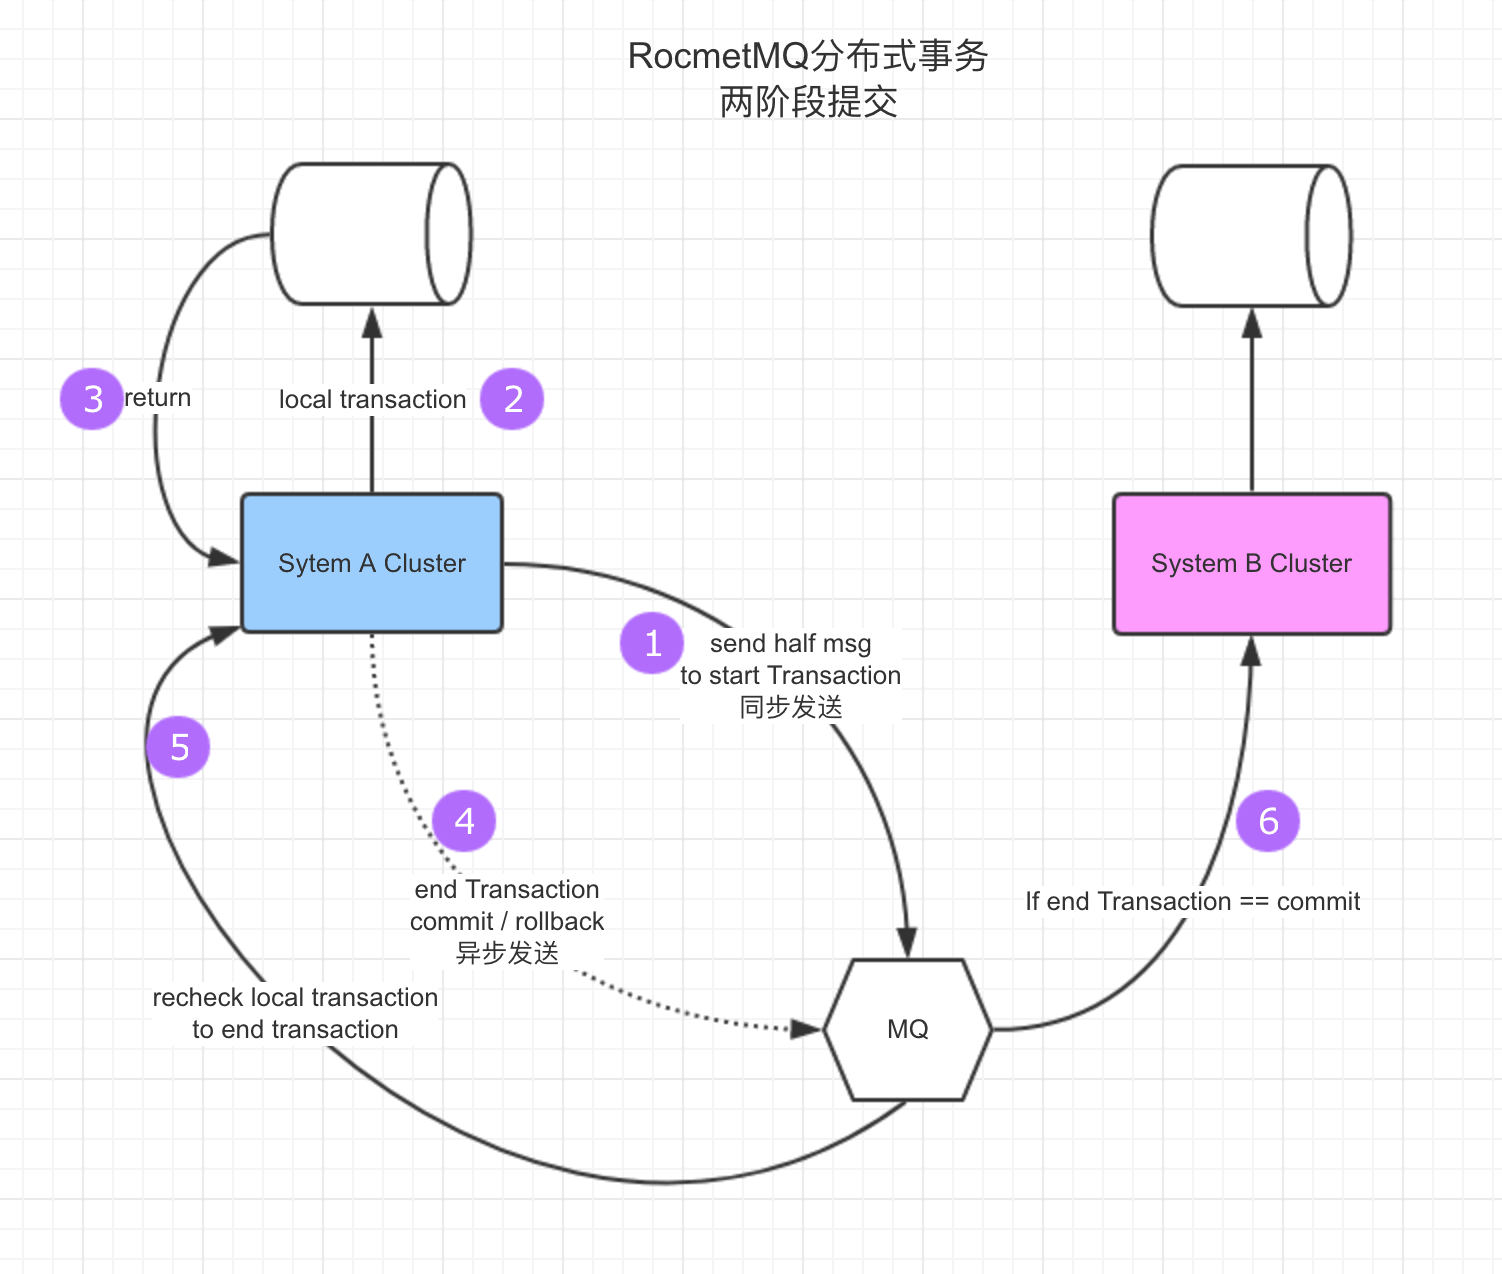 RocmetMQ分布式事务
两阶段提交
3
return
local transaction
2
Sytem A Cluster
System B Cluster
1
send half msg
to start Transaction
同步发送
5
4
end Transaction
commit / rollback
异步发送
6
If end Transaction == commit
recheck local transaction
to end transaction
MQ